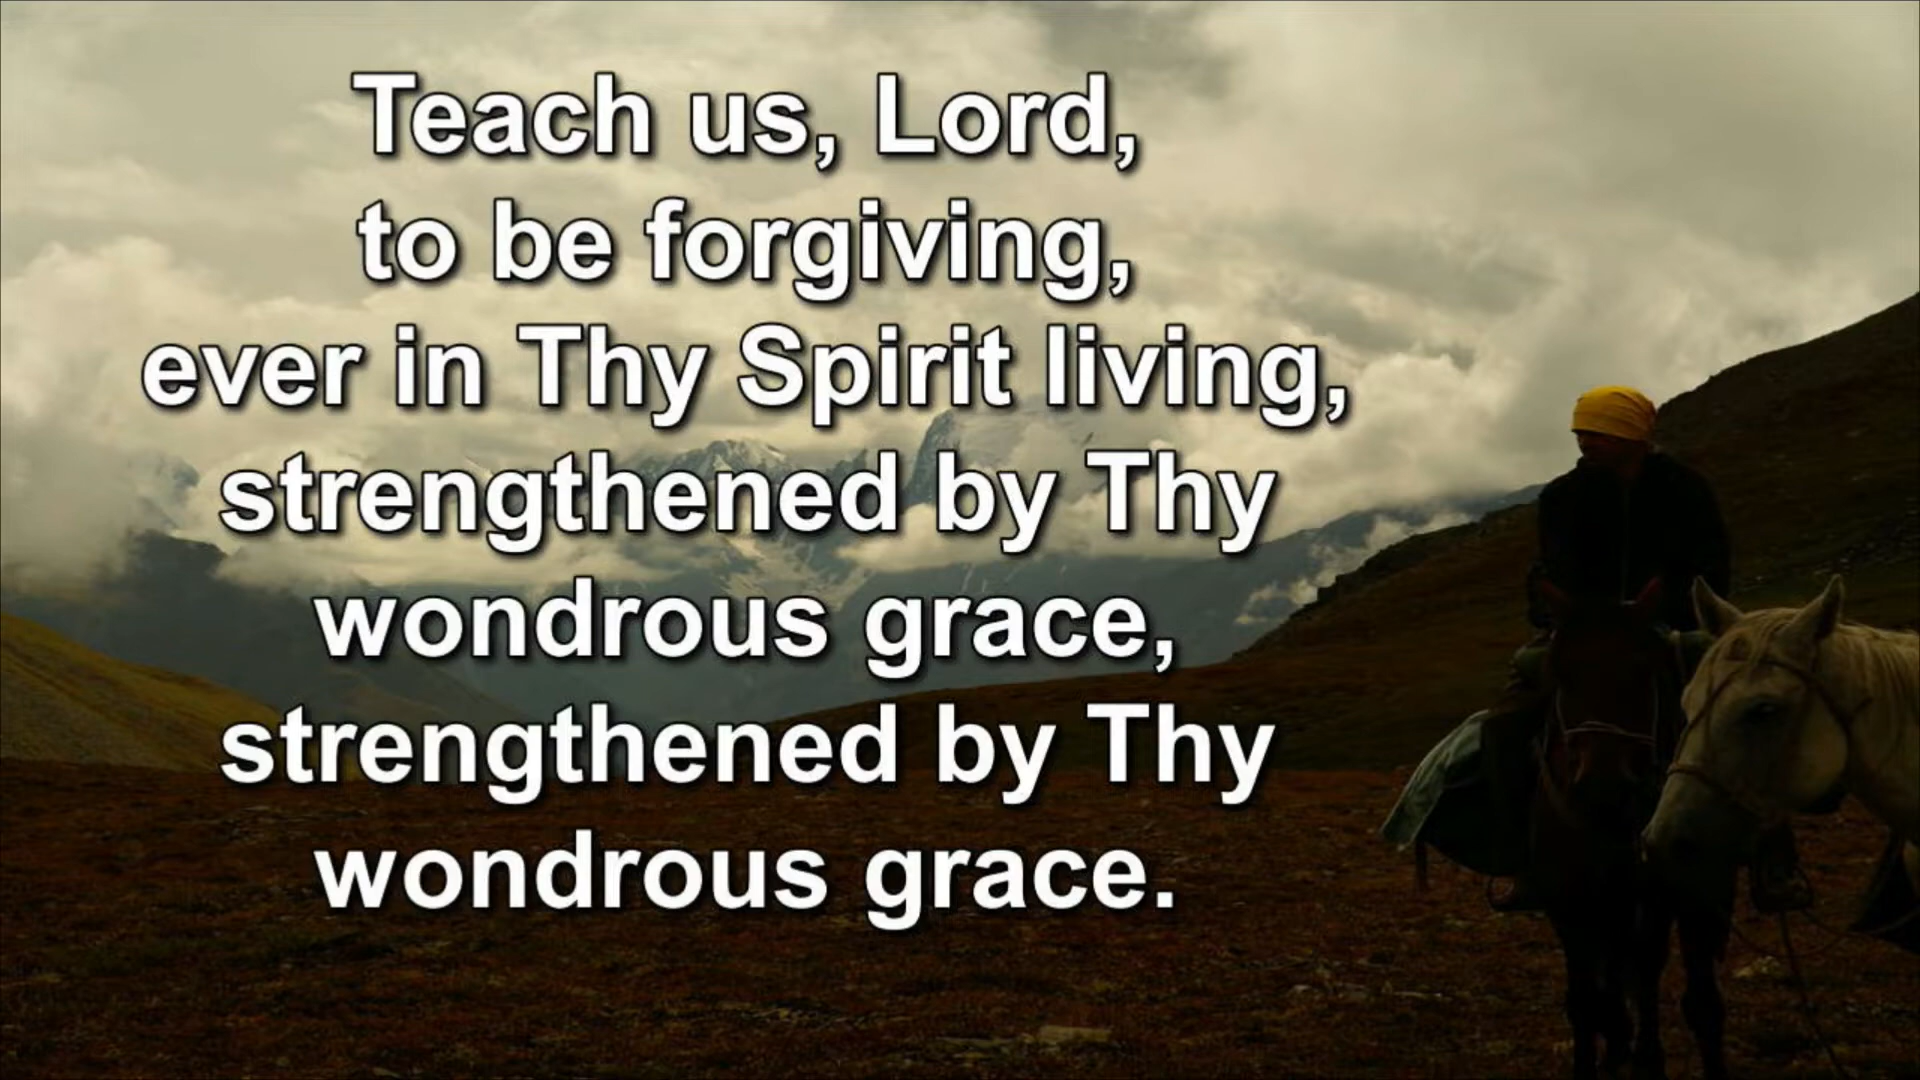 Teach us, Lord,
to be forgiving,
ever in Thy Spirit living,
strengthened by Thy
wondrous grace,
strengthened by Thy
wondrous grace.